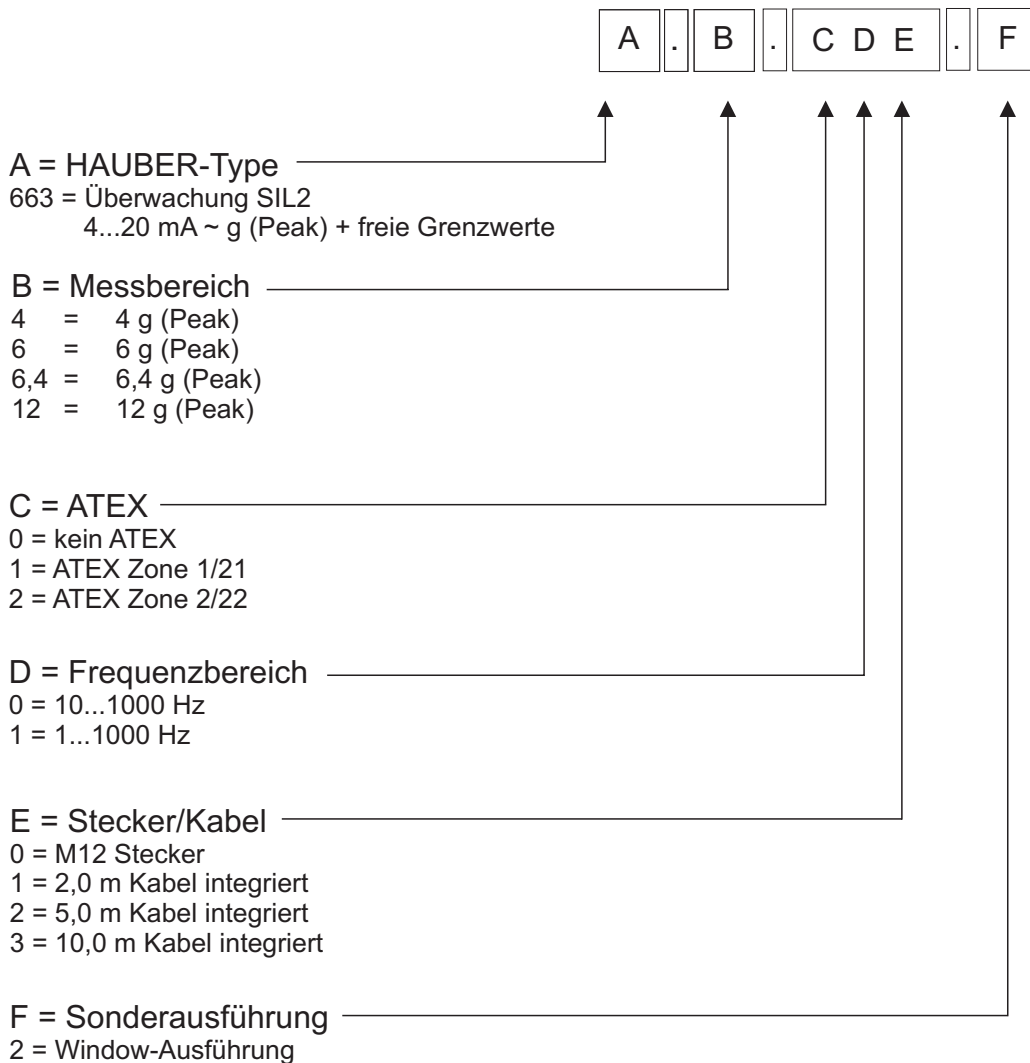 A . B . C D E . F
A = HAUBER-Type
663 = Überwachung SIL2
4...20 mA ~ g (Peak) + freie Grenzwerte
B = Messbereich
4 = 4 g (Peak)
6 = 6 g (Peak)
6,4 = 6,4 g (Peak)
12 = 12 g (Peak)
C = ATEX
0 = kein ATEX
1 = ATEX Zone 1/21
2 = ATEX Zone 2/22
D = Frequenzbereich
0 = 10...1000 Hz
1 = 1...1000 Hz
E = Stecker/Kabel
0 = M12 Stecker
1 = 2,0 m Kabel integriert
2 = 5,0 m Kabel integriert
3 = 10,0 m Kabel integriert
F = Sonderausführung
2 = Window-Ausführung